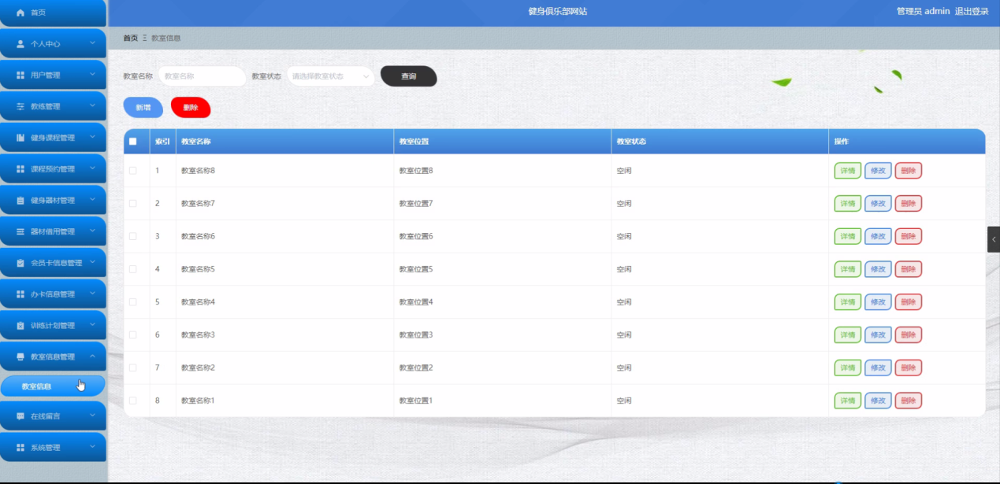 健身俱乐部网站
管理员 admin 退出登录
首页
个人中心
用户管理
教练管理
健身课程管理
课程预约管理
健身器材管理
器材借用管理
会员卡信息管理
办卡信息管理
训练计划管理
教室信息管理
教室信息
在线留言
系统管理
首页 Ξ 教室信息
教室名称 教室名称 教室状态 请选择教室状态 查询
新增 删除
索引 教室名称 教室位置 教室状态 操作
1 教室名称8 教室位置8 空闲 详情 修改 删除
2 教室名称7 教室位置7 空闲 详情 修改 删除
3 教室名称6 教室位置6 空闲 详情 修改 删除
4 教室名称5 教室位置5 空闲 详情 修改 删除
5 教室名称4 教室位置4 空闲 详情 修改 删除
6 教室名称3 教室位置3 空闲 详情 修改 删除
7 教室名称2 教室位置2 空闲 详情 修改 删除
8 教室名称1 教室位置1 空闲 详情 修改 删除